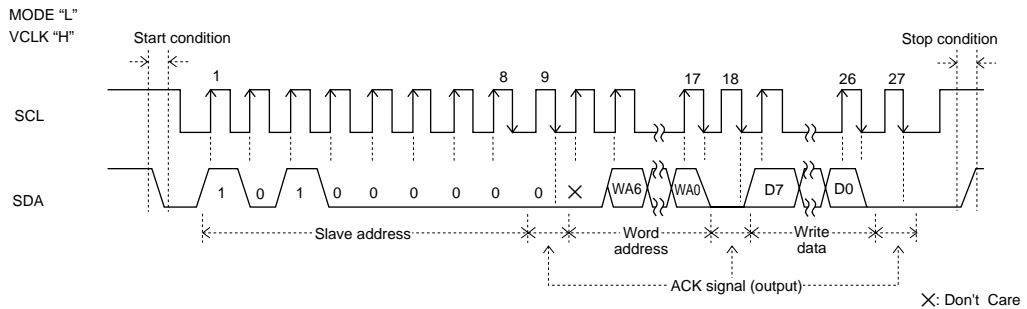 MODE “L”
VCLK “H”
Start condition
Stop condition
1
8
9
17
18
26
27
SCL
SDA
1
0
1
0
0
0
0
0
0
×
WA6
WA0
D7
D0
Slave address
Word address
Write data
ACK signal (output)
×: Don't Care